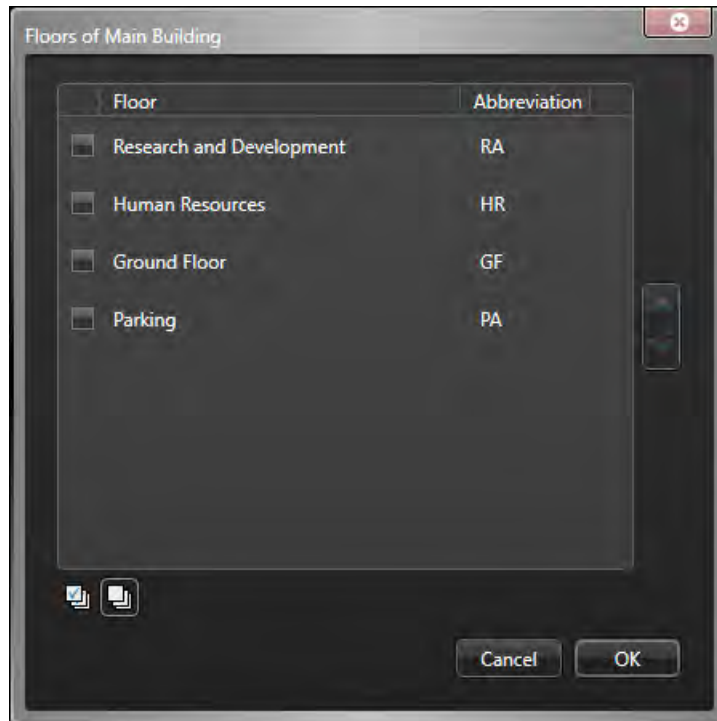 Floors of Main Building
Floor Abbreviation
Research and Development RA
Human Resources HR
Ground Floor GF
Parking PA
Cancel OK